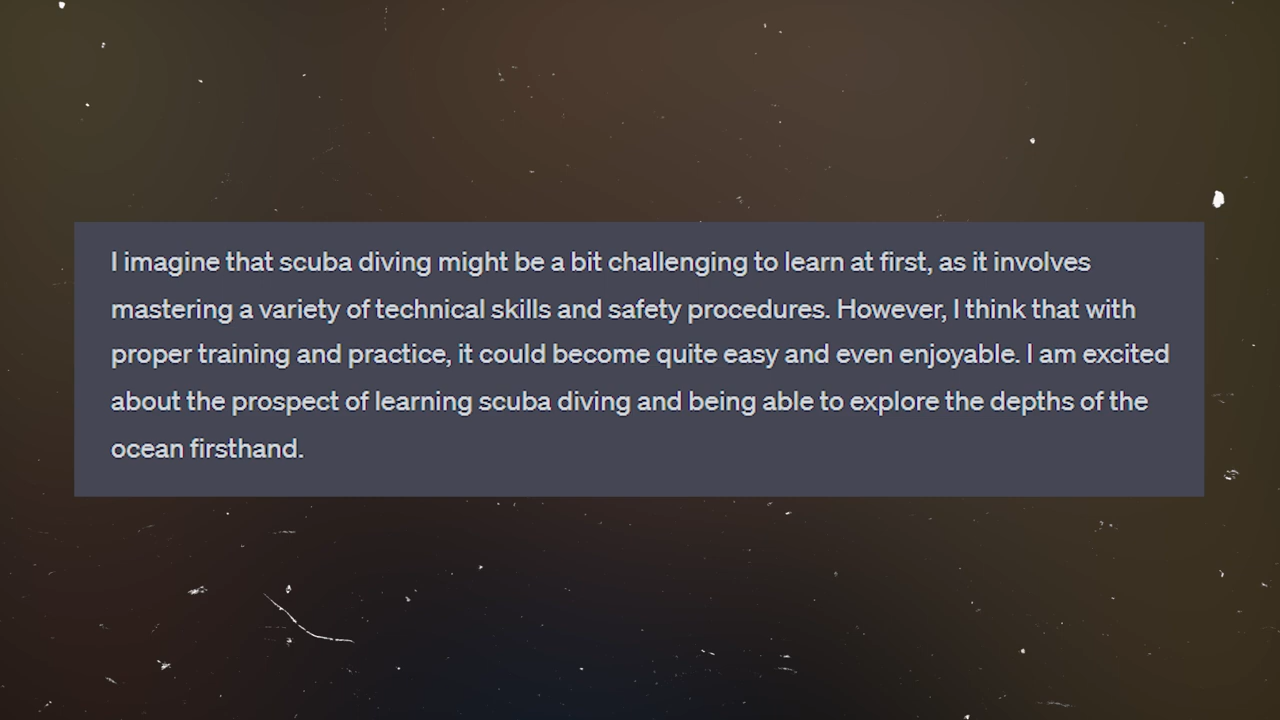 I imagine that scuba diving might be a bit challenging to learn at first, as it involves
mastering a variety of technical skills and safety procedures. However, I think that with
proper training and practice, it could become quite easy and even enjoyable. I am excited
about the prospect of learning scuba diving and being able to explore the depths of the
ocean firsthand.